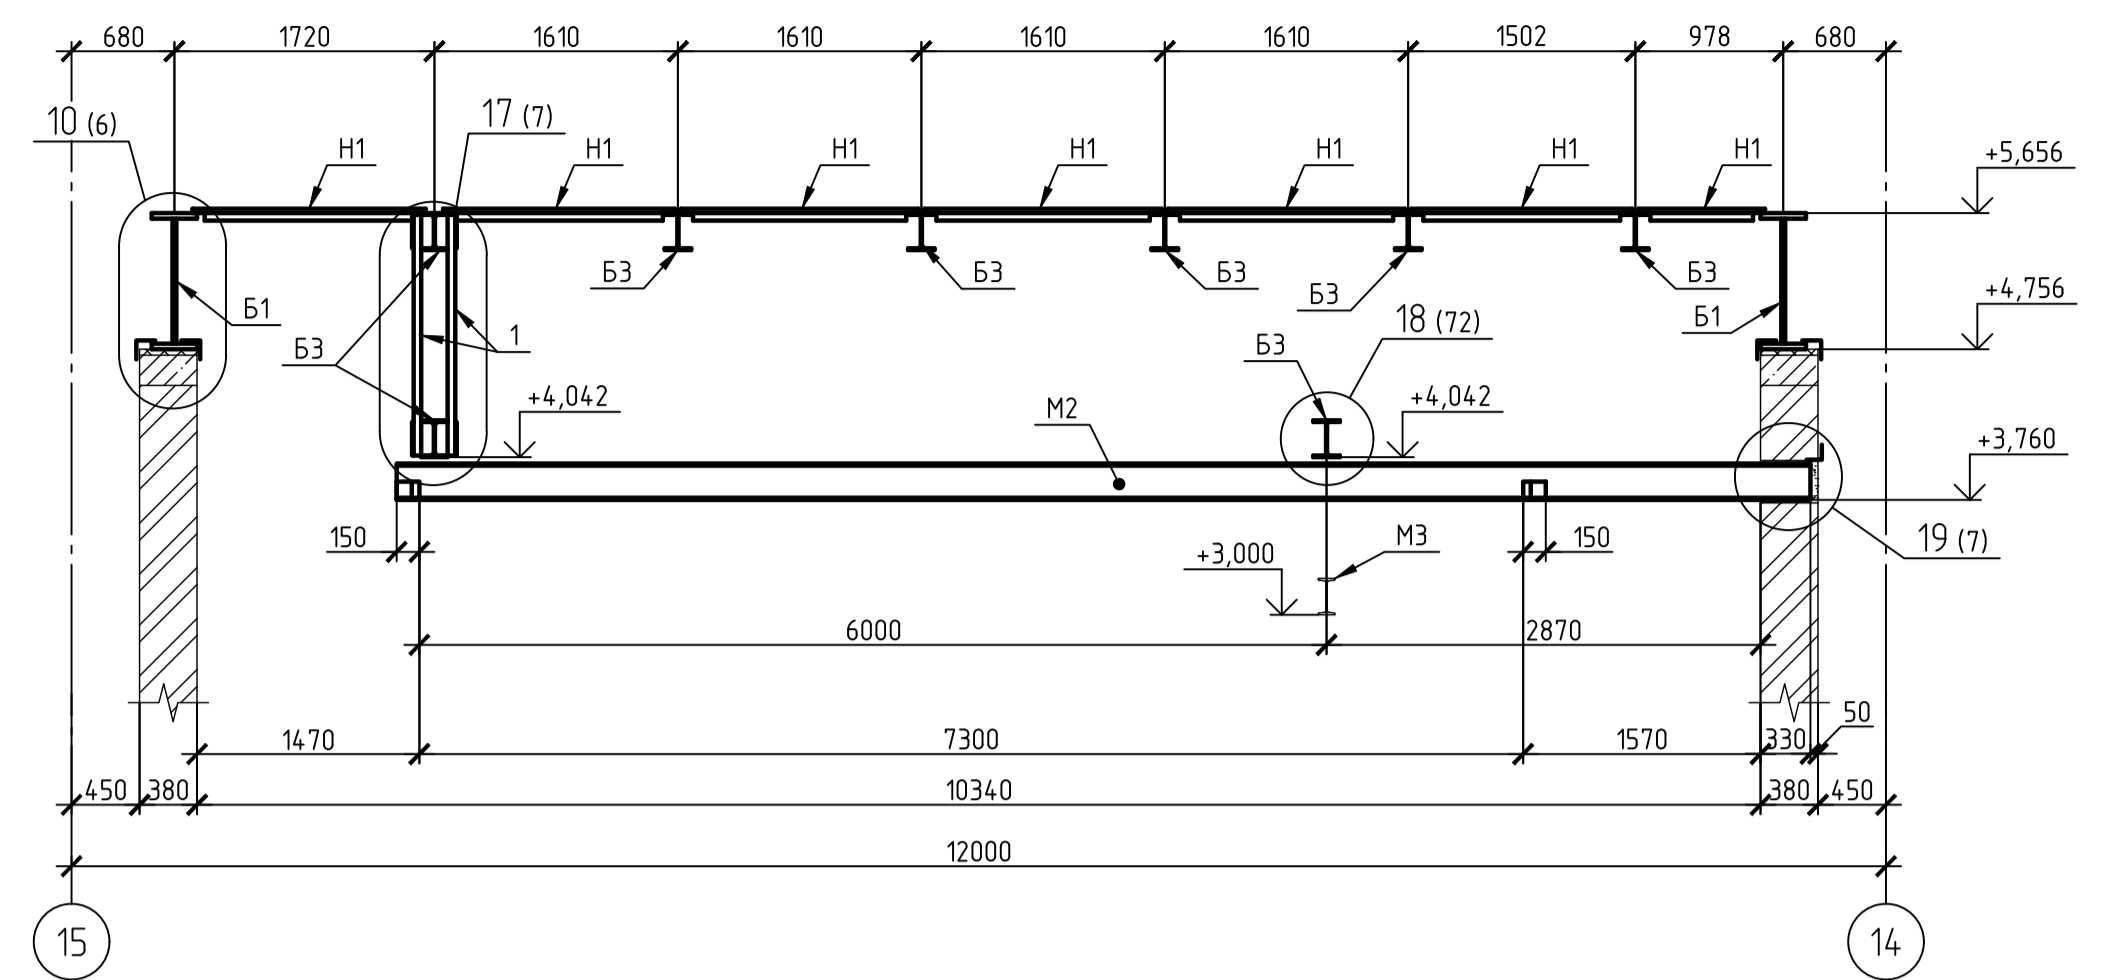 680 1720 1610 1610 1610 1610 1502 978 680
10 (6) 17 (7)
Н1 Н1 Н1 Н1 Н1 Н1 Н1
+5,656
Б3 Б3 Б3 Б3 Б3
+4,756
Б1 Б1
Б3 1 Б3 18 (72)
+4,042 М2 +4,042
+3,760
150 +3,000 М3 150 19 (7)
6000 2870
50
1470 7300 1570 330
450 380 10340 380 450
12000
15 14